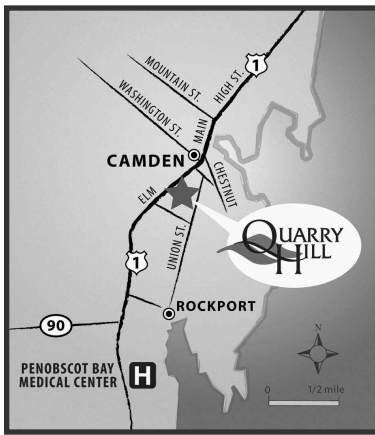 1
HIGH ST.
MOUNTAIN ST.
WASHINGTON ST.
MAIN
CAMDEN
CHESTNUT
ELM
QUARRY
HILL
UNION ST.
1
ROCKPORT
90
N
PENOBSCOT BAY
MEDICAL CENTER
H
0 1/2 mile